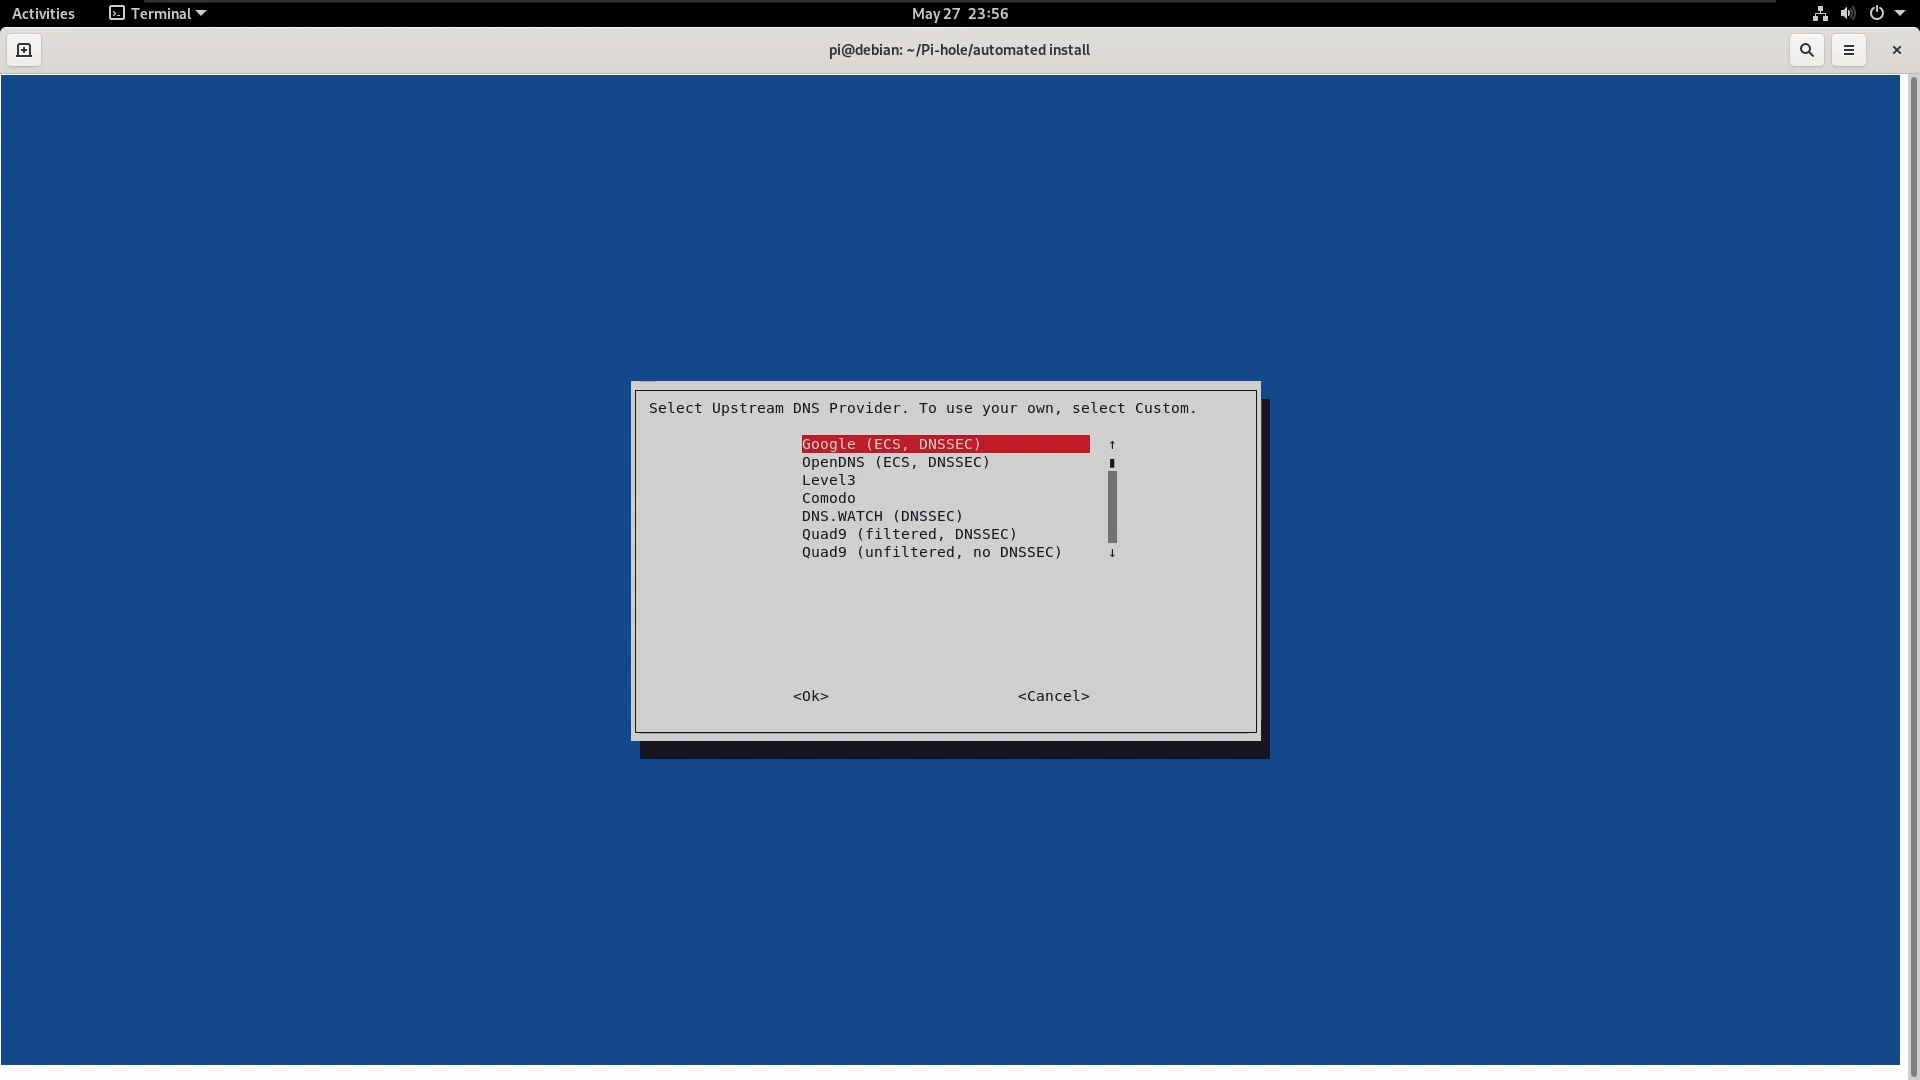 Activities Terminal May 27 23:56
pi@debian: ~/Pi-hole/automated install
Select Upstream DNS Provider. To use your own, select Custom.
Google (ECS, DNSSEC) ↑
OpenDNS (ECS, DNSSEC)
Level3
Comodo
DNS.WATCH (DNSSEC)
Quad9 (filtered, DNSSEC)
Quad9 (unfiltered, no DNSSEC) ↓
<Ok> <Cancel>